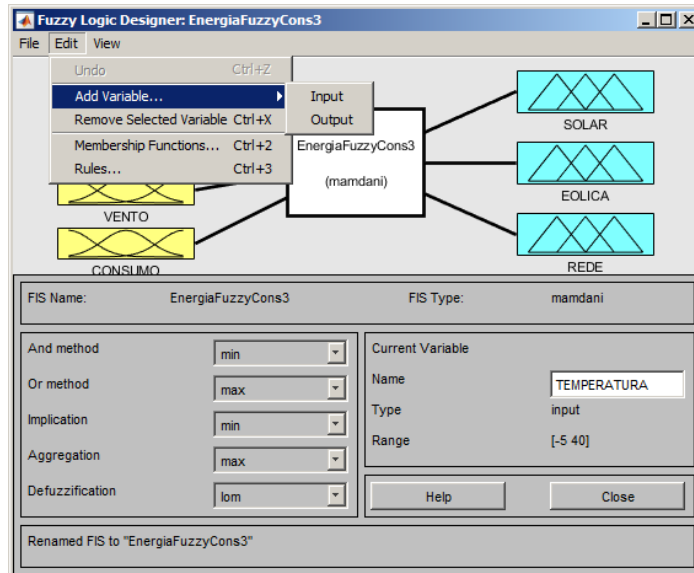 Fuzzy Logic Designer: EnergiaFuzzyCons3
File Edit View
Undo Ctrl+Z
Add Variable...
Remove Selected Variable Ctrl+X
Membership Functions... Ctrl+2
Rules... Ctrl+3
Input
Output
EnergiaFuzzyCons3
(mamdani)
VENTO
CONSUMO
SOLAR
EOLICA
REDE
FIS Name: EnergiaFuzzyCons3 FIS Type: mamdani
And method min
Or method max
Implication min
Aggregation max
Defuzzification lom
Current Variable
Name TEMPERATURA
Type input
Range [-5 40]
Help Close
Renamed FIS to "EnergiaFuzzyCons3"